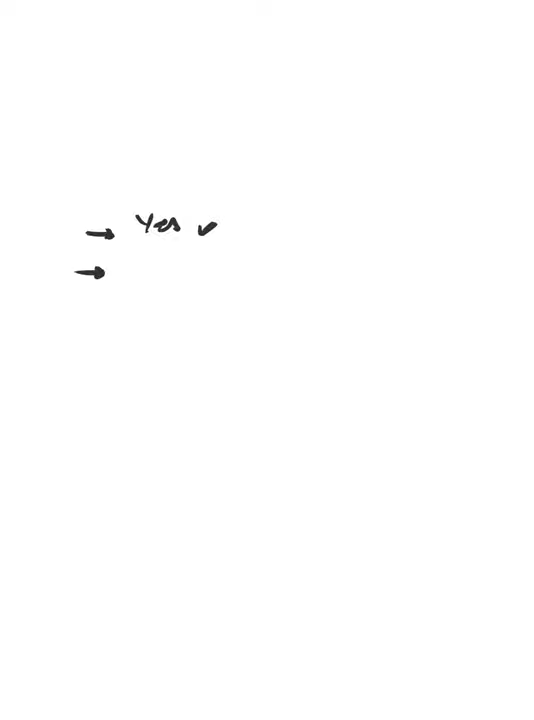 → Yes ✓
→